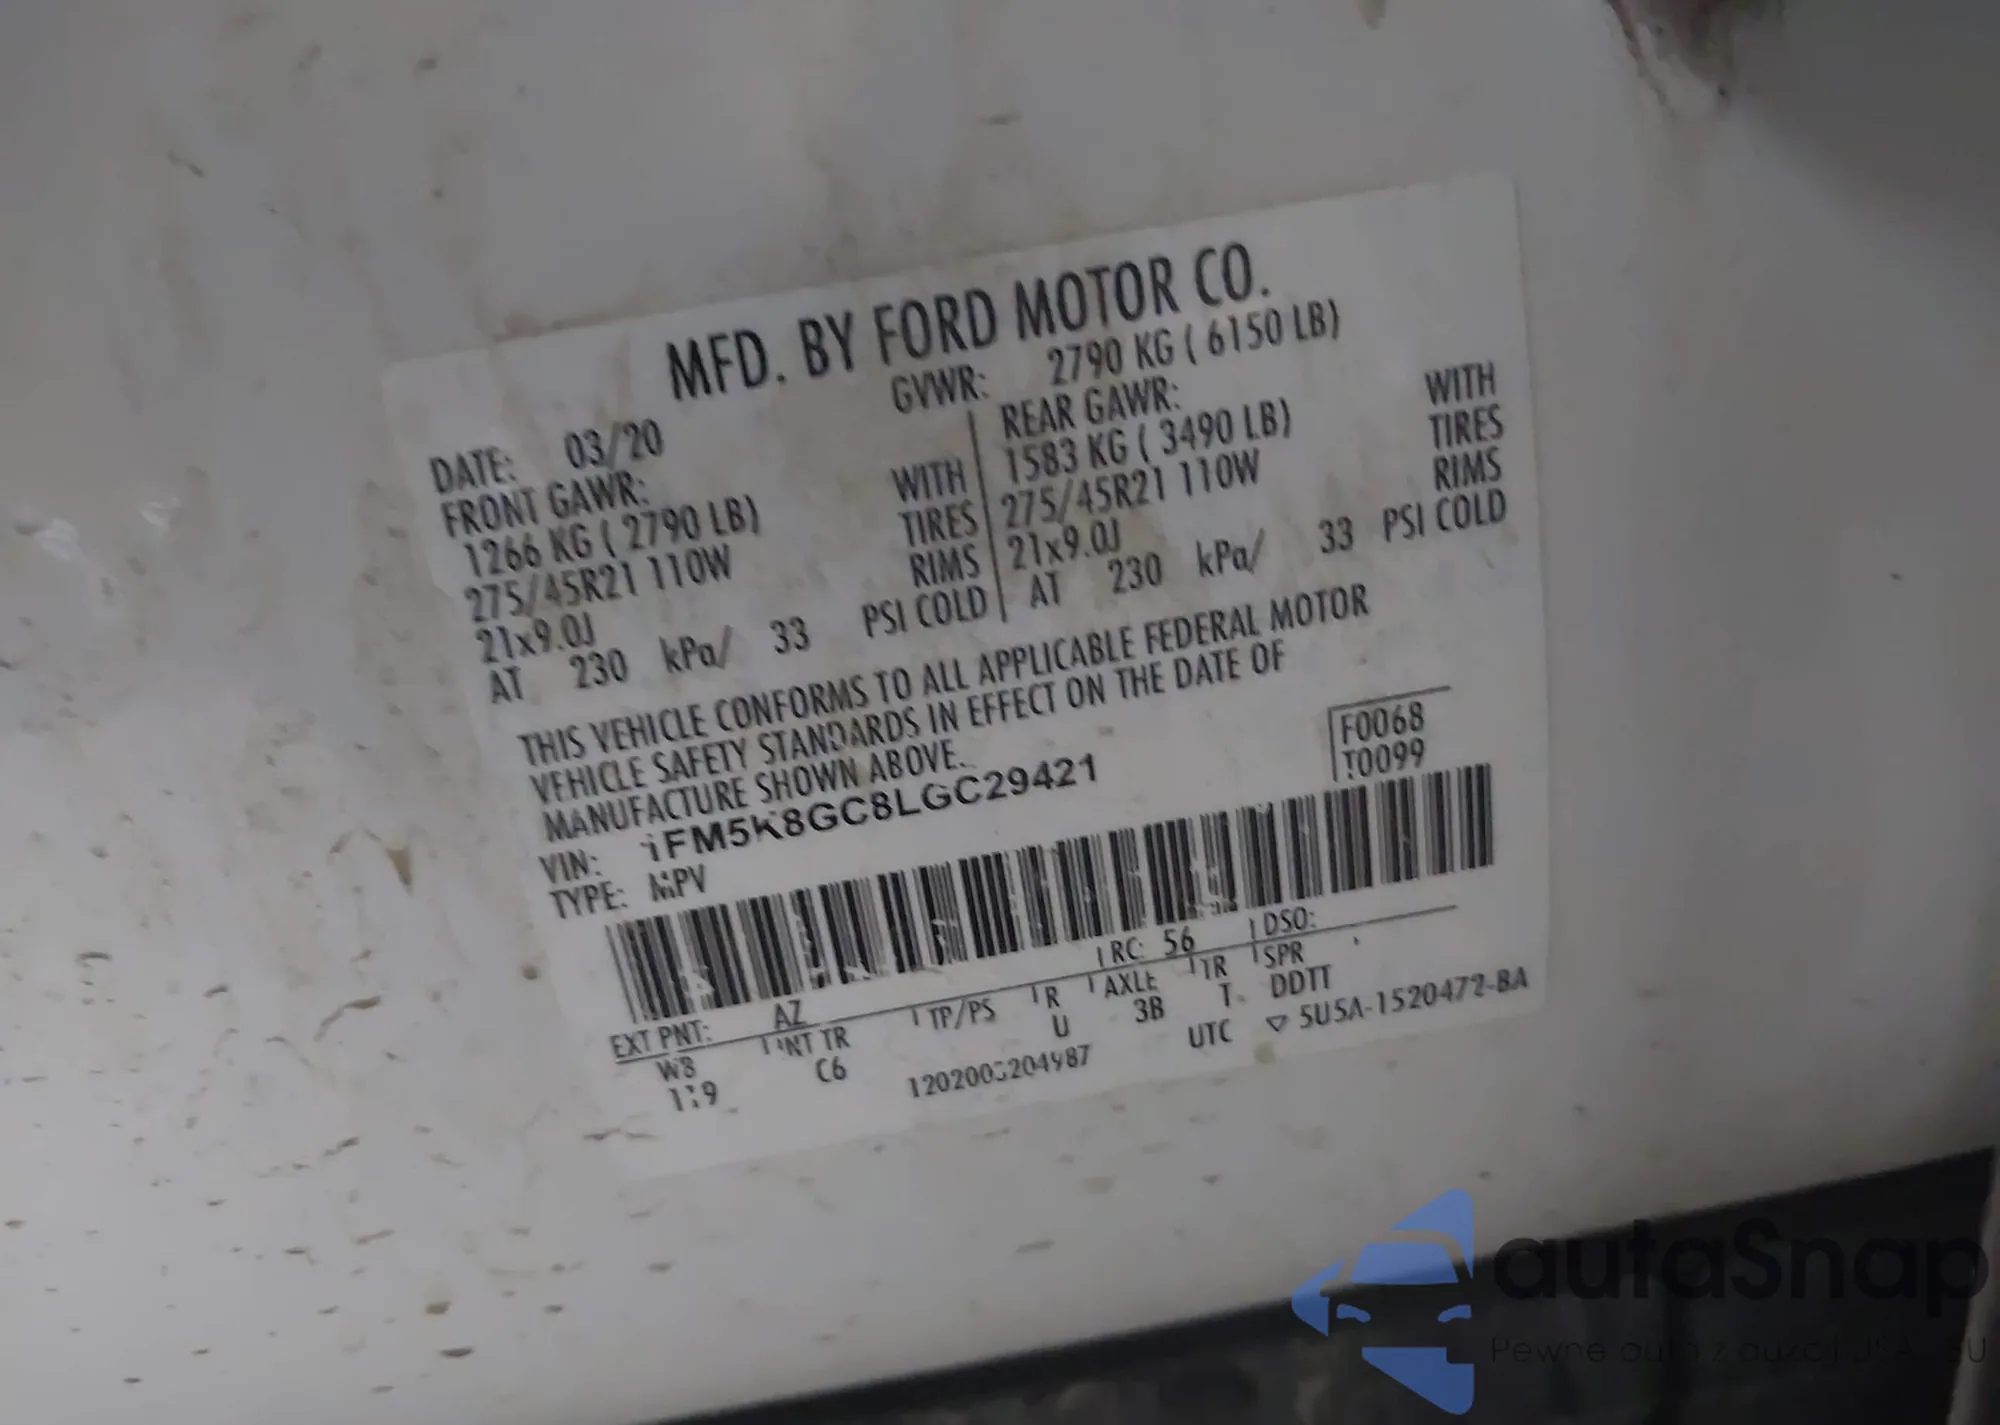 MFD. BY FORD MOTOR CO.
DATE: 03/20
GVWR: 2790 KG ( 6150 LB)
FRONT GAWR:
1266 KG ( 2790 LB) WITH
275/45R21 110W TIRES
21x9.0J RIMS
AT 230 kPa/ 33 PSI COLD
REAR GAWR:
1583 KG ( 3490 LB) WITH
275/45R21 110W TIRES
21x9.0J RIMS
AT 230 kPa/ 33 PSI COLD
THIS VEHICLE CONFORMS TO ALL APPLICABLE FEDERAL MOTOR
VEHICLE SAFETY STANDARDS IN EFFECT ON THE DATE OF
MANUFACTURE SHOWN ABOVE.
F0068
T0099
VIN: 1FM5K8GC8LGC29421
TYPE: MPV
EXT PNT: AZ RC: 56 DSO:
INT TR TP/PS R AXLE TR SPR
W8 C6 U 3B T DDTT
UTC ▽ 5U5A-1520472-BA
autaSnap
Pewne auta z aukcji